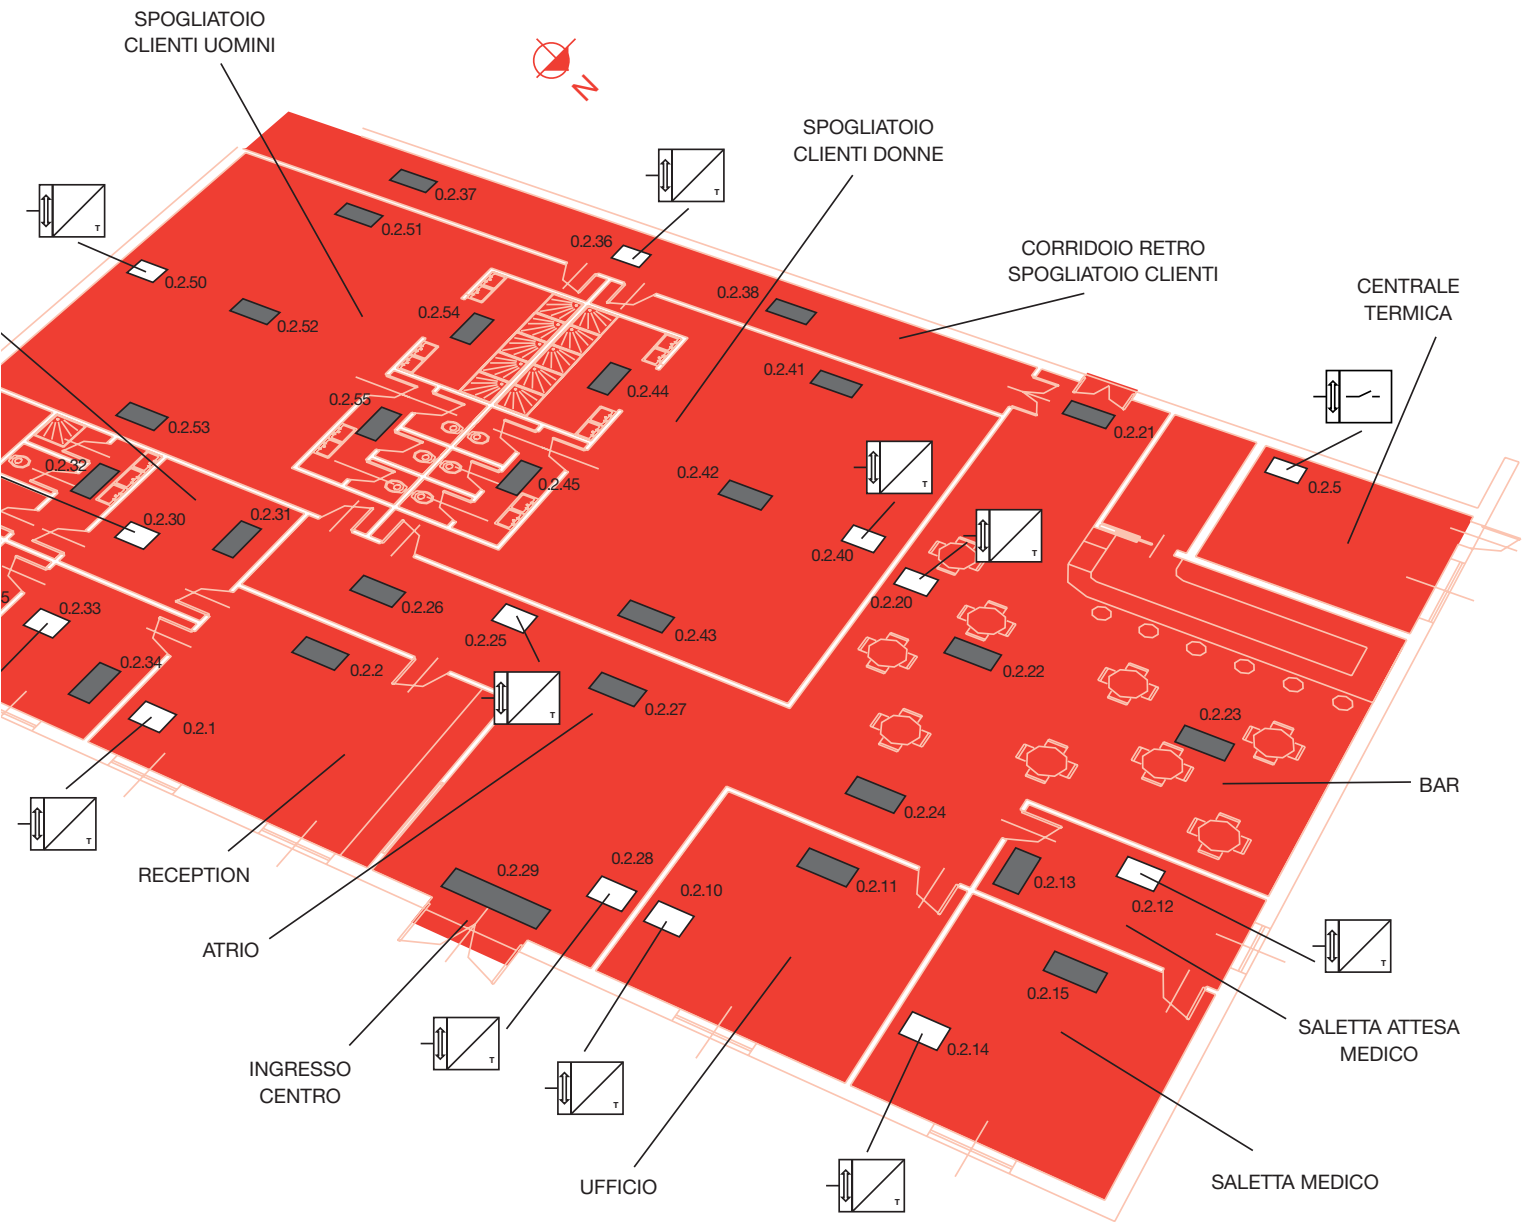 SPOGLIATOIO
CLIENTI UOMINI
N
SPOGLIATOIO
CLIENTI DONNE
CORRIDOIO RETRO
SPOGLIATOIO CLIENTI
CENTRALE
TERMICA
T
T
0.2.37
0.2.51
0.2.36
0.2.50
0.2.52
0.2.54
0.2.38
0.2.41
0.2.44
0.2.55
0.2.53
0.2.21
T
0.2.32
0.2.45
0.2.42
0.2.5
0.2.30
0.2.31
0.2.40
T
5
0.2.33
0.2.26
0.2.25
0.2.43
0.2.20
0.2.34
0.2.2
0.2.22
0.2.27
T
0.2.1
0.2.23
BAR
0.2.24
T
RECEPTION
0.2.29
0.2.28
0.2.10
0.2.11
0.2.13
0.2.12
ATRIO
T
0.2.15
0.2.14
SALETTA ATTESA
MEDICO
T
INGRESSO
CENTRO
T
UFFICIO
T
SALETTA MEDICO